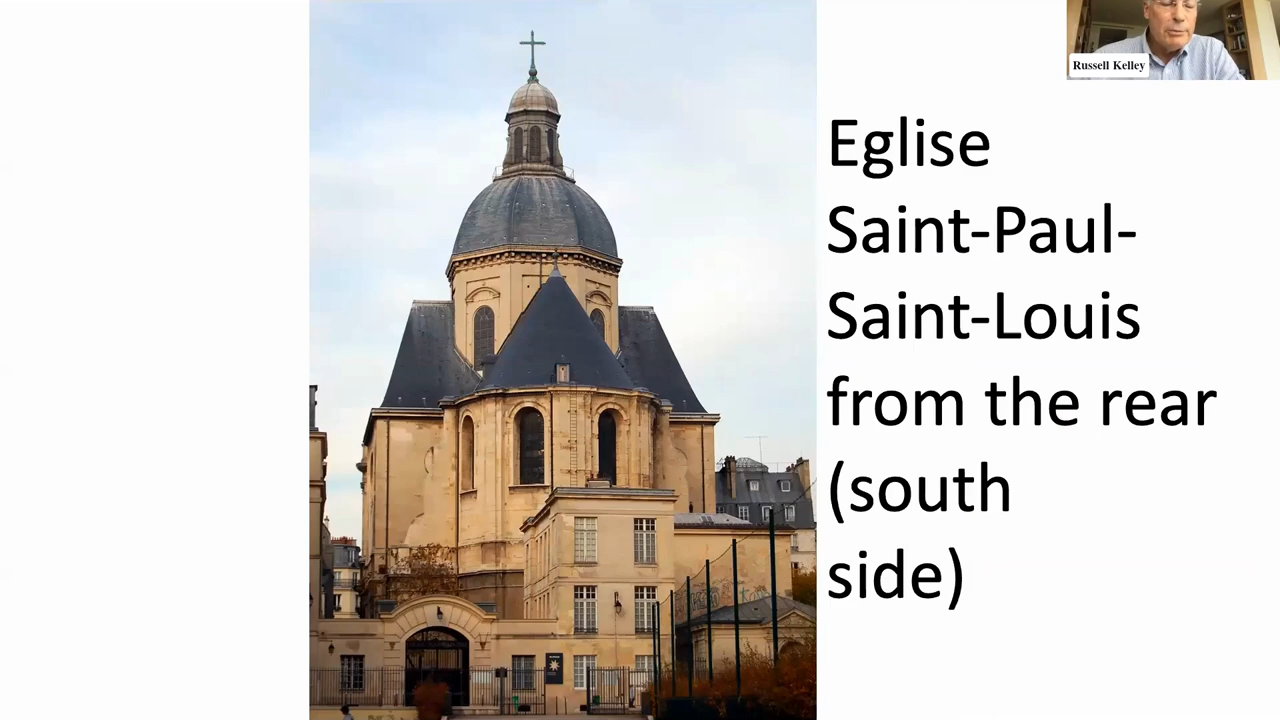 Russell Kelley
Eglise
Saint-Paul-
Saint-Louis
from the rear
(south
side)